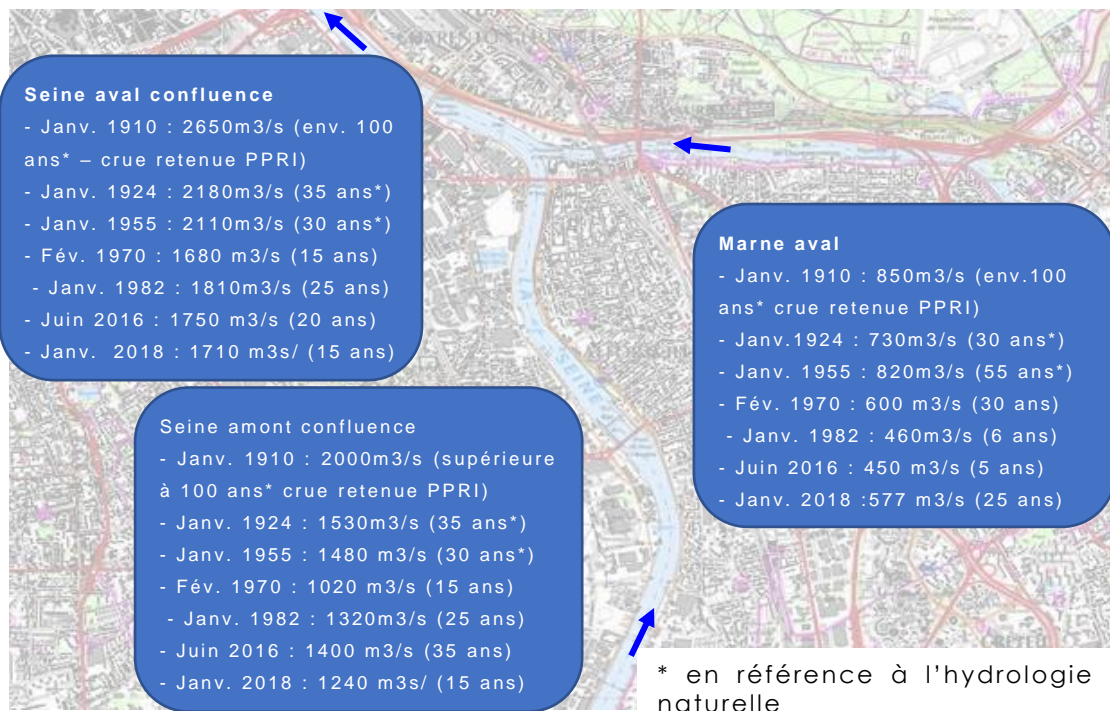 CHARENTON-LE-PONT
Seine aval confluence
- Janv. 1910 : 2650m3/s (env. 100
ans* – crue retenue PPRI)
- Janv. 1924 : 2180m3/s (35 ans*)
- Janv. 1955 : 2110m3/s (30 ans*)
- Fév. 1970 : 1680 m3/s (15 ans)
- Janv. 1982 : 1810m3/s (25 ans)
- Juin 2016 : 1750 m3/s (20 ans)
- Janv. 2018 : 1710 m3s/ (15 ans)
Marne aval
- Janv. 1910 : 850m3/s (env.100
ans* crue retenue PPRI)
- Janv.1924 : 730m3/s (30 ans*)
- Janv. 1955 : 820m3/s (55 ans*)
- Fév. 1970 : 600 m3/s (30 ans)
- Janv. 1982 : 460m3/s (6 ans)
- Juin 2016 : 450 m3/s (5 ans)
- Janv. 2018 :577 m3/s (25 ans)
LA SEINE
Seine amont confluence
- Janv. 1910 : 2000m3/s (supérieure
à 100 ans* crue retenue PPRI)
- Janv. 1924 : 1530m3/s (35 ans*)
- Janv. 1955 : 1480 m3/s (30 ans*)
- Fév. 1970 : 1020 m3/s (15 ans)
- Janv. 1982 : 1320m3/s (25 ans)
- Juin 2016 : 1400 m3/s (35 ans)
- Janv. 2018 : 1240 m3s/ (15 ans)
CRÉTEIL
* en référence à l’hydrologie
naturelle